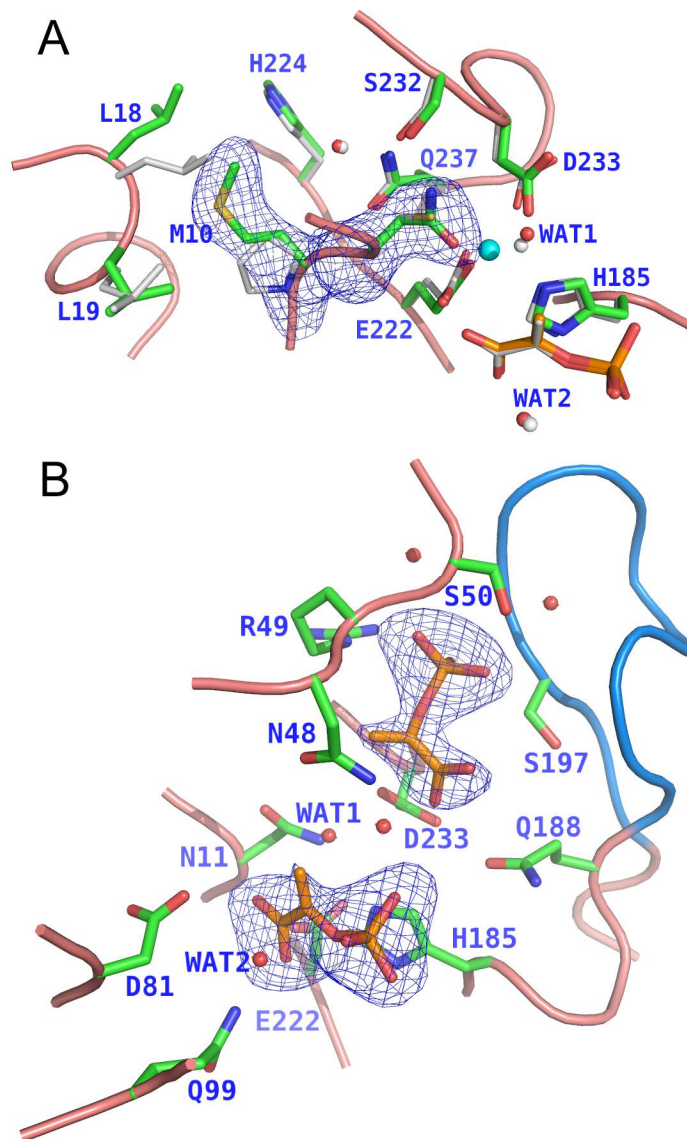 A
H224
S232
L18
Q237
D233
M10
WAT1
H185
L19
E222
WAT2
B
S50
R49
N48
S197
WAT1
D233
Q188
N11
H185
WAT2
D81
E222
Q99